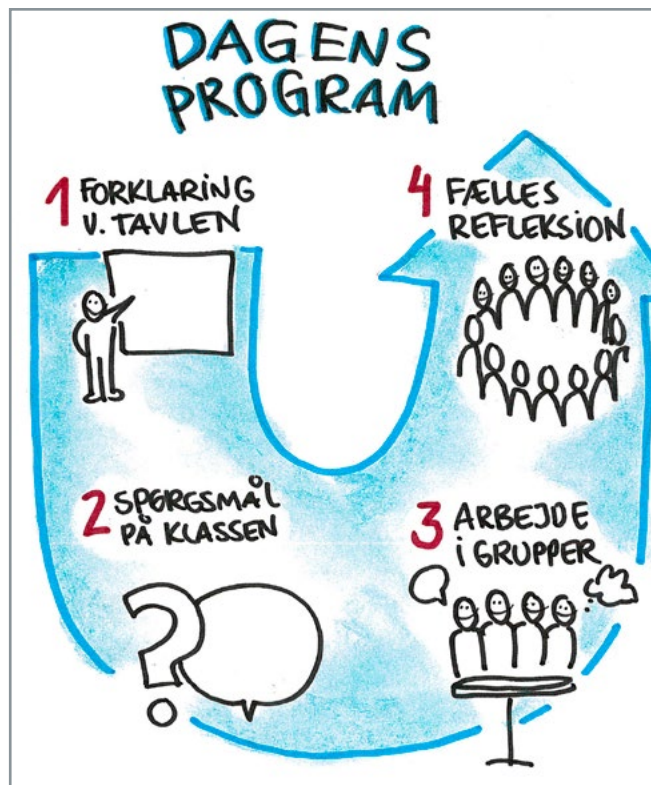 DAGENS
PROGRAM
1 FORKLARING
V. TAVLEN
2 SPØRGSMÅL
PÅ KLASSEN
3 ARBEJDE
i GRUPPER
4 FÆLLES
REFLEKSiON
?